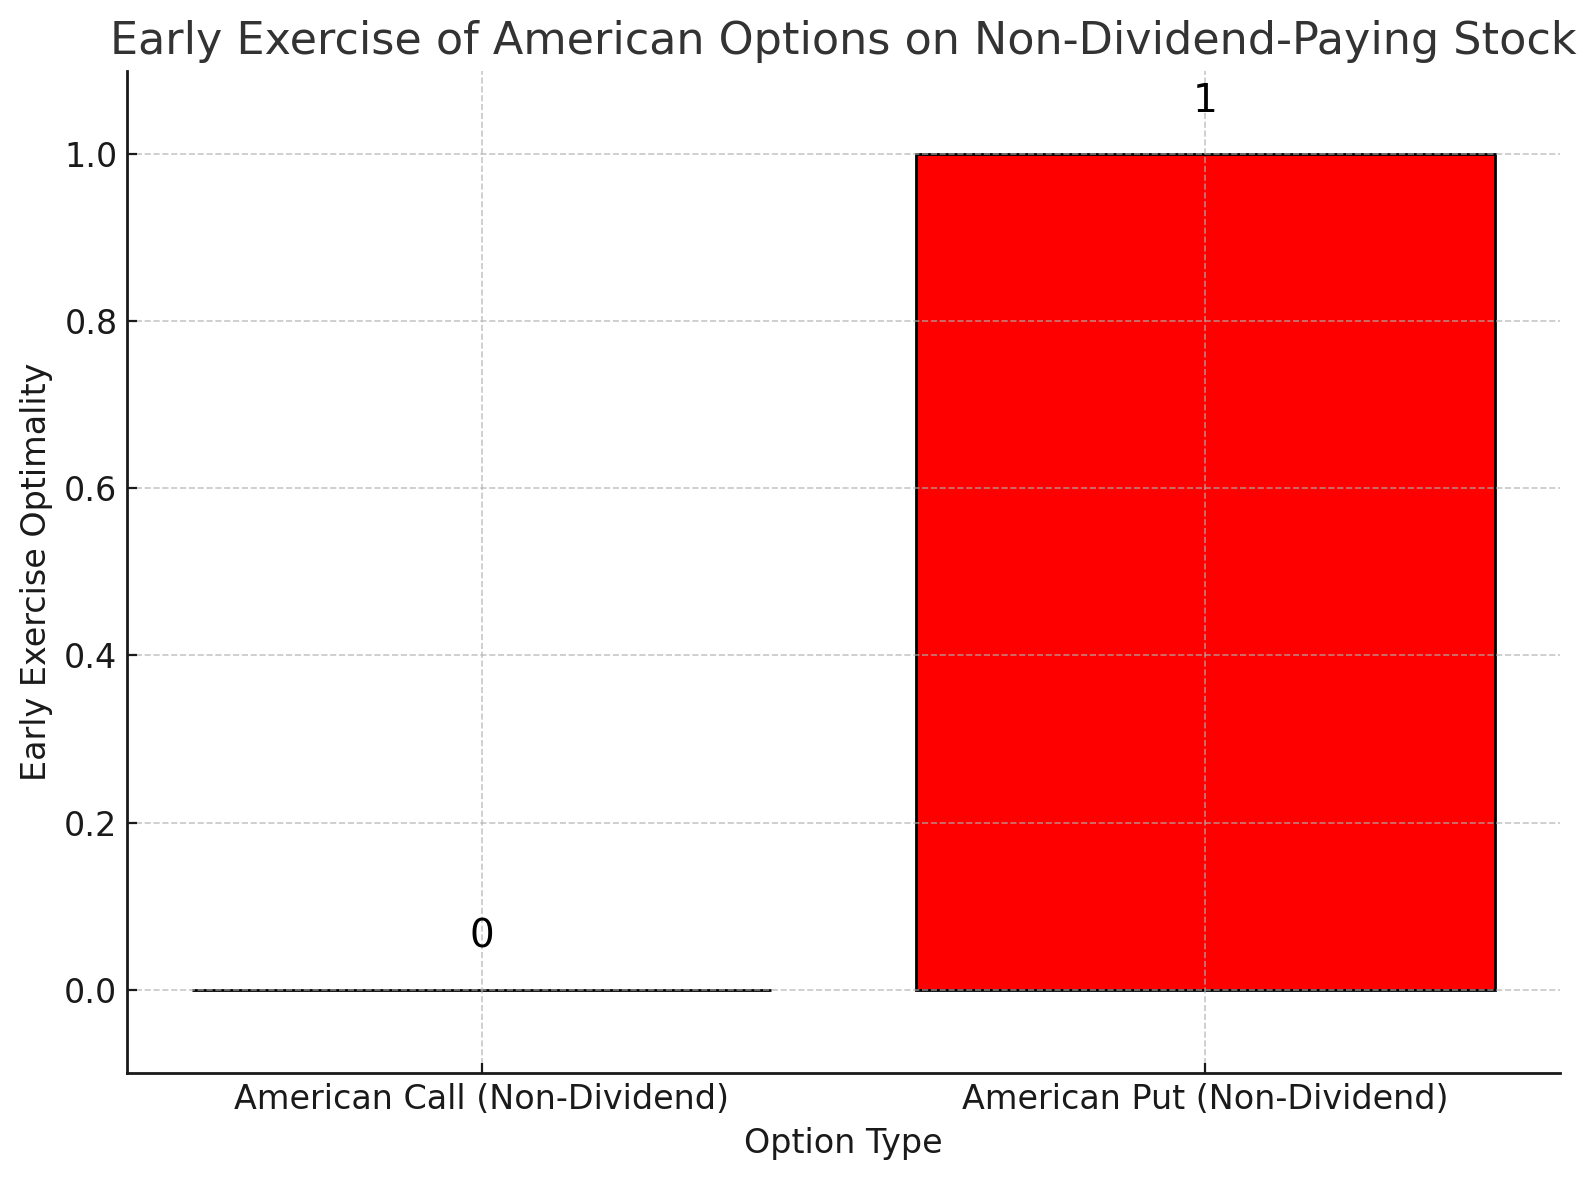 Early Exercise of American Options on Non-Dividend-Paying Stock
1
1.0
0.8
0.6
0.4
0.2
0.0
0
Early Exercise Optimality
American Call (Non-Dividend)
American Put (Non-Dividend)
Option Type